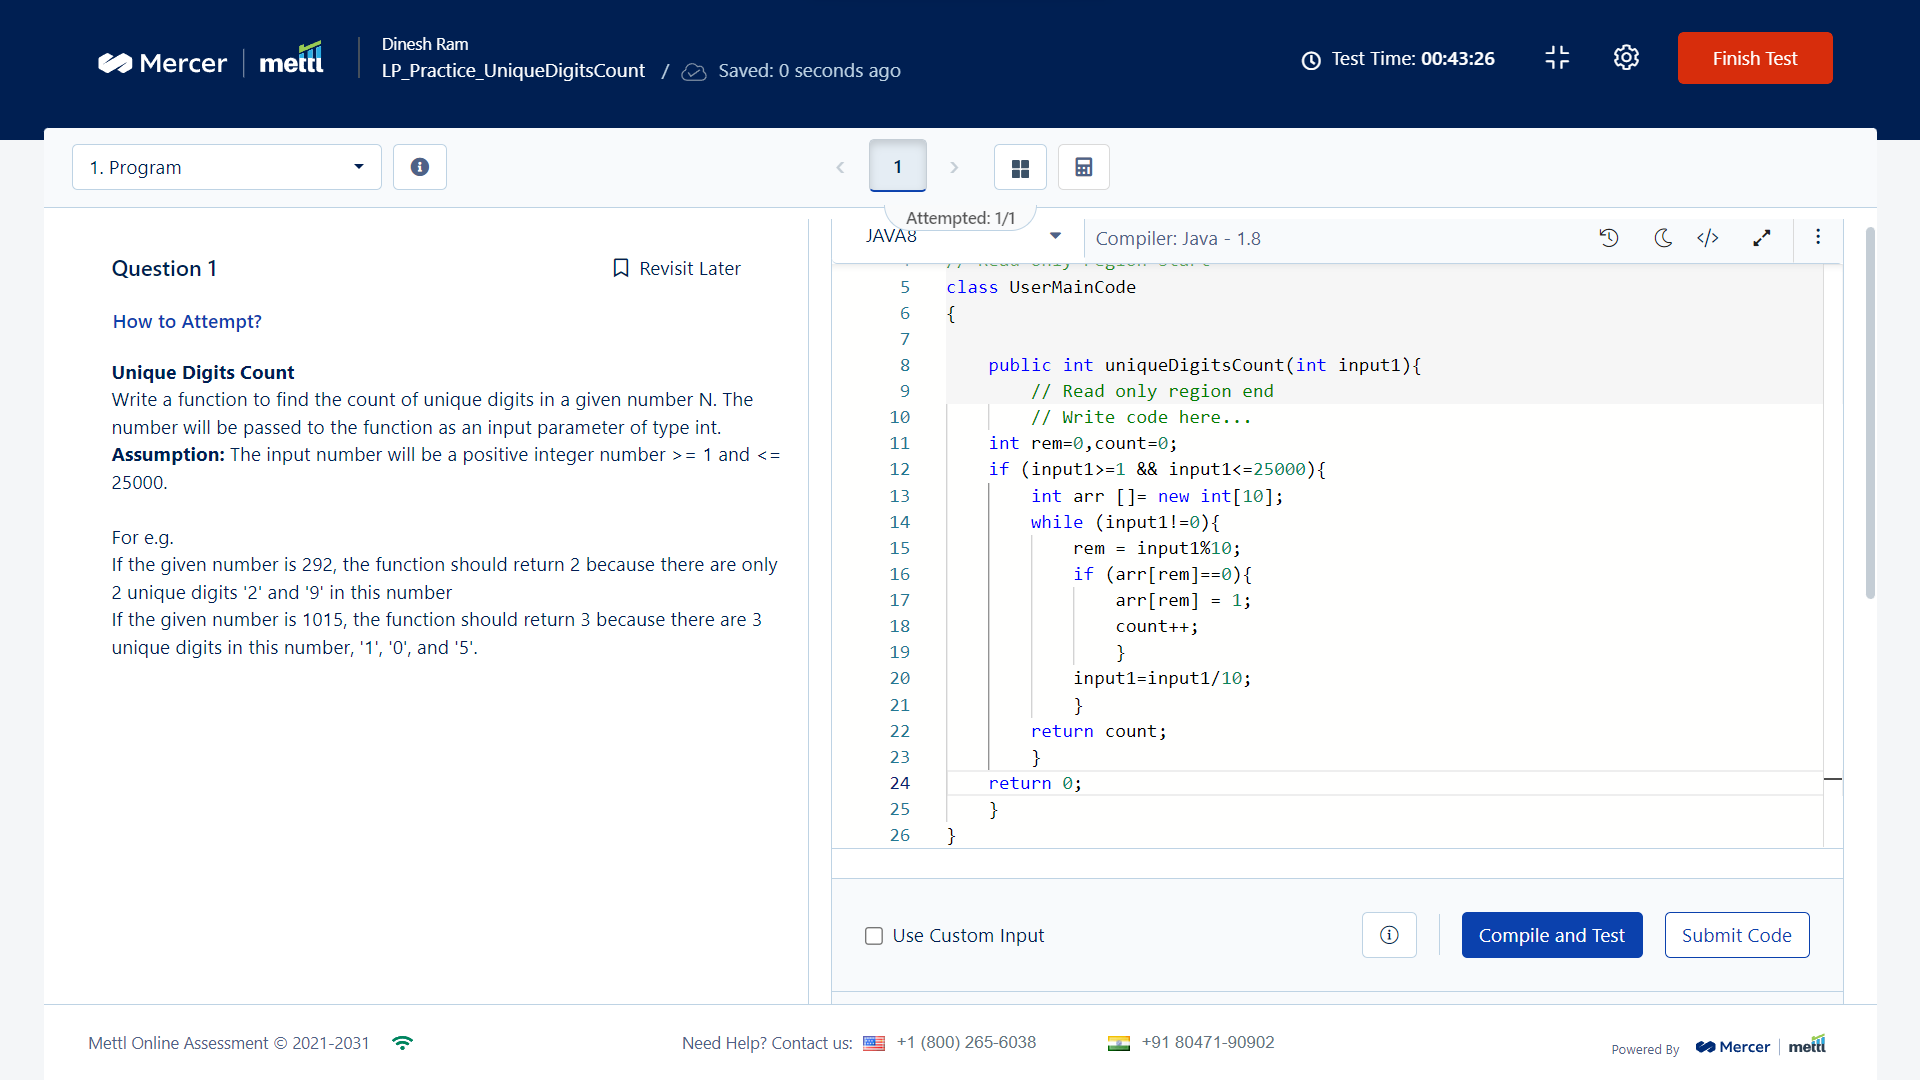 Mercer | mettl
Dinesh Ram
LP_Practice_UniqueDigitsCount / Saved: 0 seconds ago
Test Time: 00:43:26
Finish Test
1. Program
1
Attempted: 1/1
Question 1
Revisit Later
How to Attempt?
Unique Digits Count
Write a function to find the count of unique digits in a given number N. The
number will be passed to the function as an input parameter of type int.
Assumption: The input number will be a positive integer number >= 1 and <=
25000.
For e.g.
If the given number is 292, the function should return 2 because there are only
2 unique digits '2' and '9' in this number
If the given number is 1015, the function should return 3 because there are 3
unique digits in this number, '1', '0', and '5'.
JAVA8
Compiler: Java - 1.8
// Read only region start
5 class UserMainCode
6 {
7
8 public int uniqueDigitsCount(int input1){
9 // Read only region end
10 // Write code here...
11 int rem=0,count=0;
12 if (input1>=1 && input1<=25000){
13 int arr []= new int[10];
14 while (input1!=0){
15 rem = input1%10;
16 if (arr[rem]==0){
17 arr[rem] = 1;
18 count++;
19 }
20 input1=input1/10;
21 }
22 return count;
23 }
24 return 0;
25 }
26 }
Use Custom Input
Compile and Test
Submit Code
Mettl Online Assessment © 2021-2031
Need Help? Contact us: +1 (800) 265-6038
+91 80471-90902
Powered By Mercer | mettl